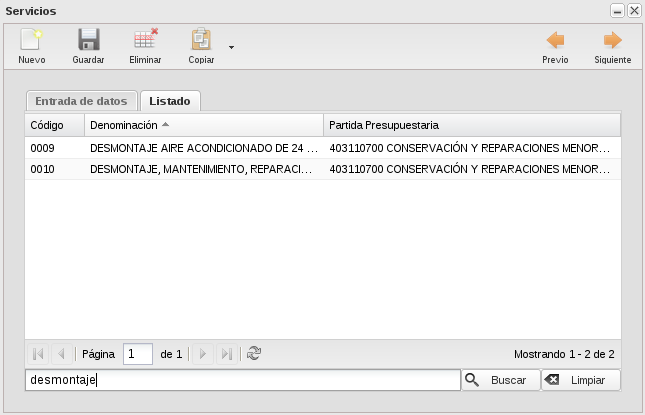 Servicios
Nuevo Guardar Eliminar Copiar Previo Siguiente
Entrada de datos Listado
Código Denominación Partida Presupuestaria
0009 DESMONTAJE AIRE ACONDICIONADO DE 24 ... 403110700 CONSERVACIÓN Y REPARACIONES MENOR...
0010 DESMONTAJE, MANTENIMIENTO, REPARACI... 403110700 CONSERVACIÓN Y REPARACIONES MENOR...
Página 1 de 1 Mostrando 1 - 2 de 2
desmontaje Buscar Limpiar